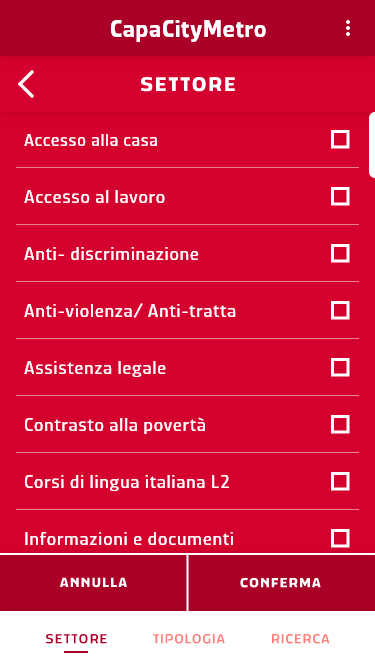 CapaCityMetro
SETTORE
Accesso alla casa
Accesso al lavoro
Anti- discriminazione
Anti-violenza/ Anti-tratta
Assistenza legale
Contrasto alla povertà
Corsi di lingua italiana L2
Informazioni e documenti
ANNULLA CONFERMA
SETTORE TIPOLOGIA RICERCA